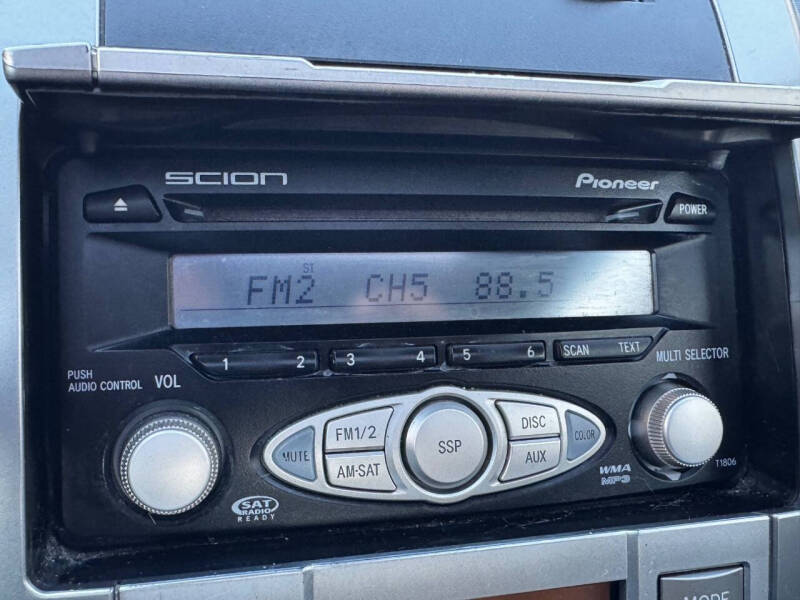 SCION Pioneer
POWER
ST
FM2 CH5 88.5
1 2 3 4 5 6 SCAN TEXT
PUSH
AUDIO CONTROL VOL
MULTI SELECTOR
FM1/2 DISC
MUTE SSP COLOR
AM-SAT AUX
WMA
MP3
T1806
SAT
RADIO
READY
MODE